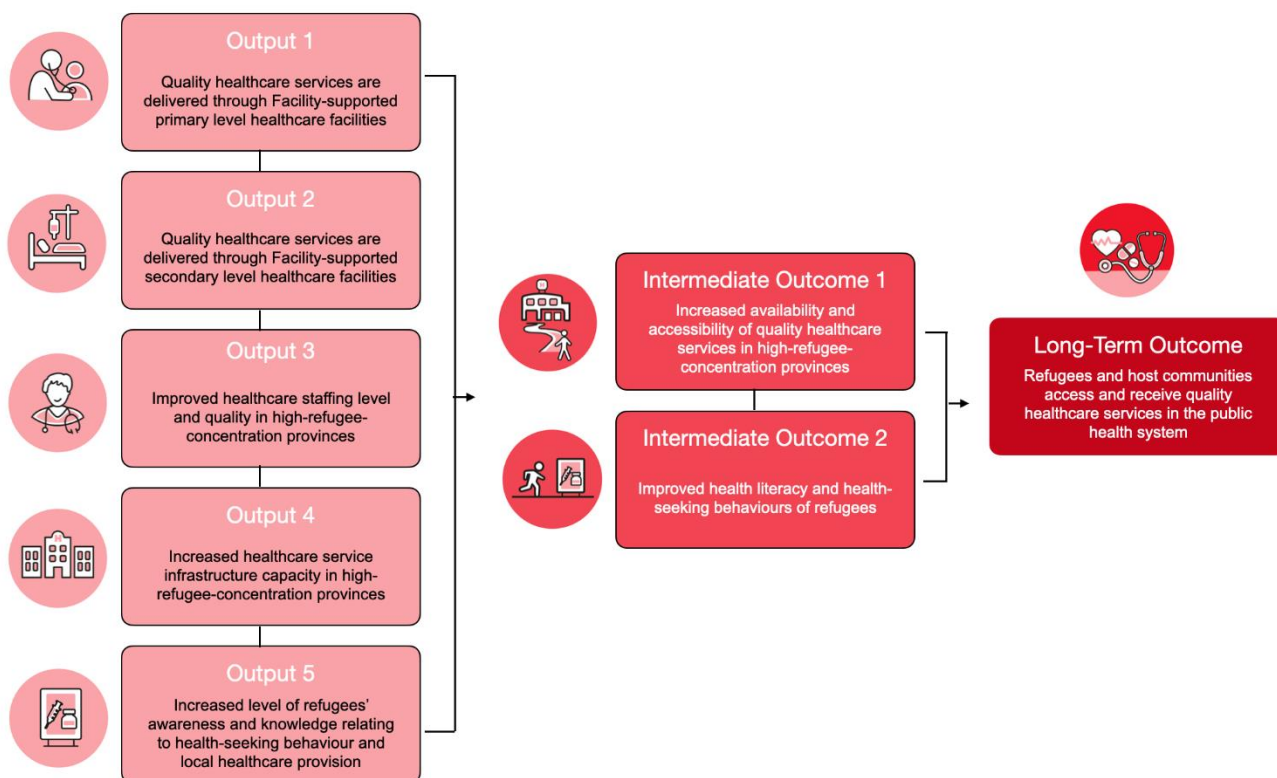 Output 1
Quality healthcare services are
delivered through Facility-supported
primary level healthcare facilities
Output 2
Quality healthcare services are
delivered through Facility-supported
secondary level healthcare facilities
Output 3
Improved healthcare staffing level
and quality in high-refugee-
concentration provinces
Output 4
Increased healthcare service
infrastructure capacity in high-
refugee-concentration provinces
Output 5
Increased level of refugees’
awareness and knowledge relating
to health-seeking behaviour and
local healthcare provision
Intermediate Outcome 1
Increased availability and
accessibility of quality healthcare
services in high-refugee-
concentration provinces
Intermediate Outcome 2
Improved health literacy and health-
seeking behaviours of refugees
Long-Term Outcome
Refugees and host communities
access and receive quality
healthcare services in the public
health system